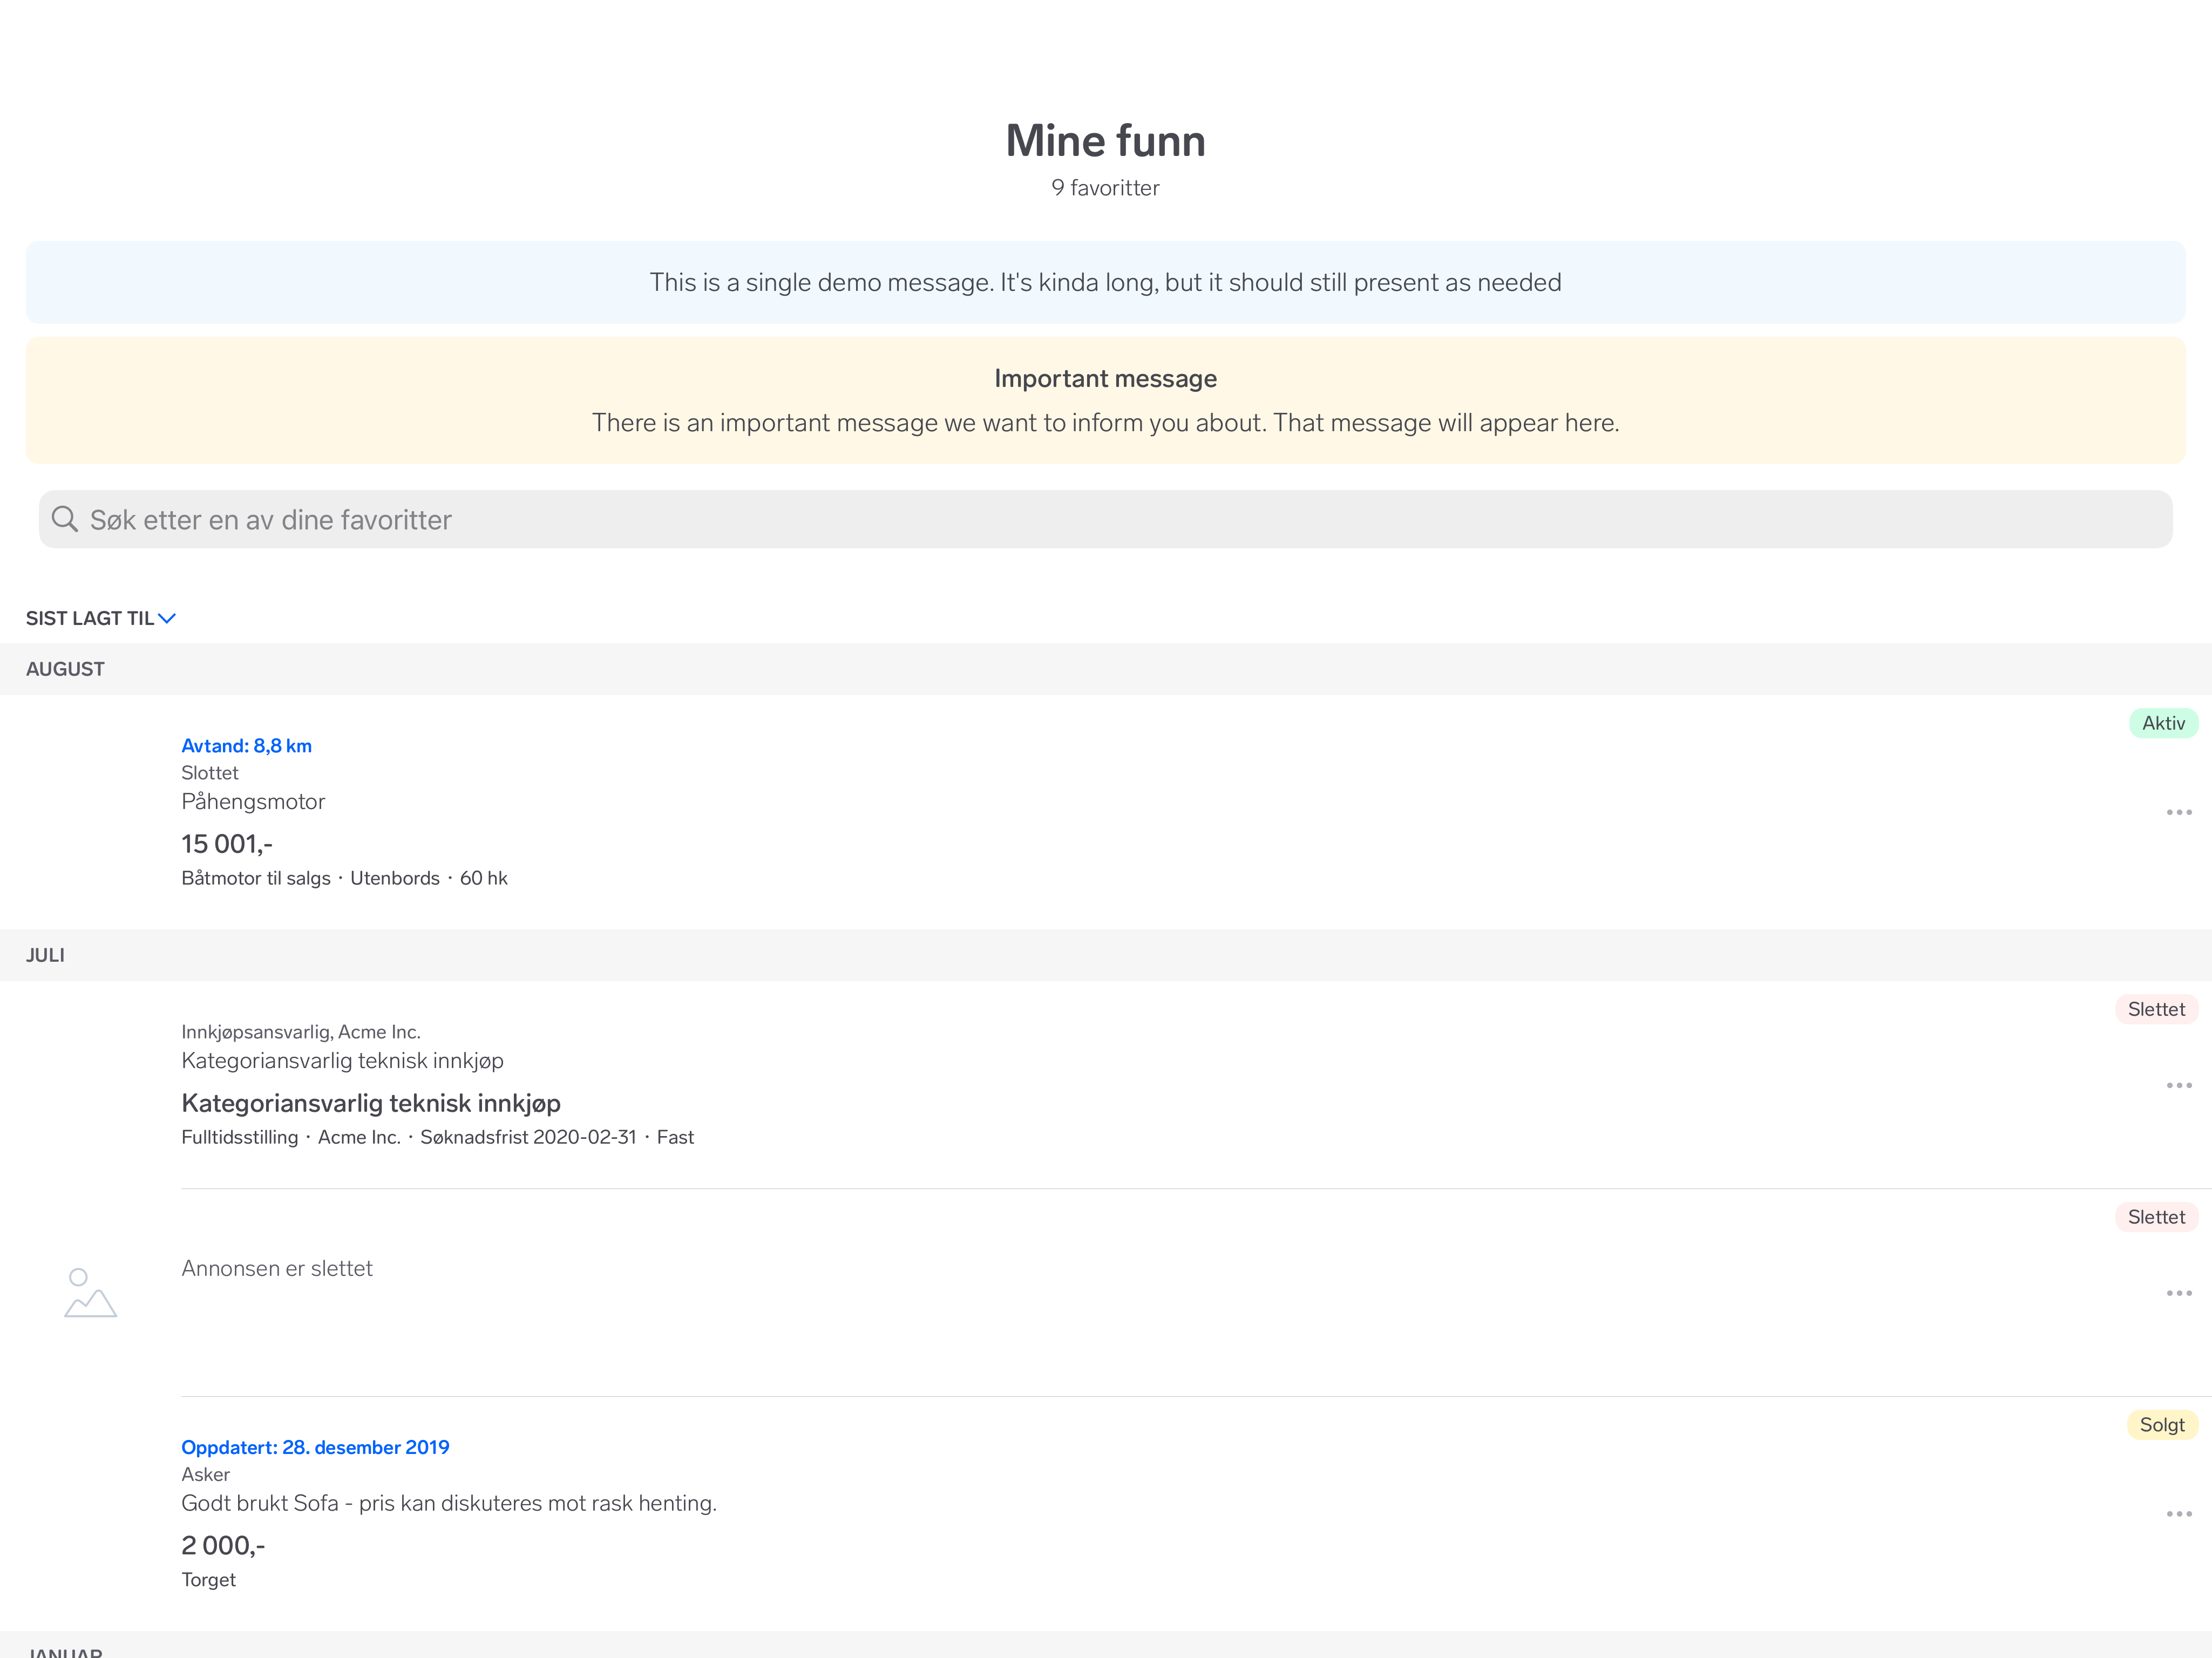 Mine funn
9 favoritter
This is a single demo message. It's kinda long, but it should still present as needed
Important message
There is an important message we want to inform you about. That message will appear here.
Søk etter en av dine favoritter
SIST LAGT TIL
AUGUST
Aktiv
Avtand: 8,8 km
Slottet
Påhengsmotor
15 001,-
Båtmotor til salgs · Utenbords · 60 hk
JULI
Slettet
Innkjøpsansvarlig, Acme Inc.
Kategoriansvarlig teknisk innkjøp
Kategoriansvarlig teknisk innkjøp
Fulltidsstilling · Acme Inc. · Søknadsfrist 2020-02-31 · Fast
Slettet
Annonsen er slettet
Solgt
Oppdatert: 28. desember 2019
Asker
Godt brukt Sofa - pris kan diskuteres mot rask henting.
2 000,-
Torget
JANUAR